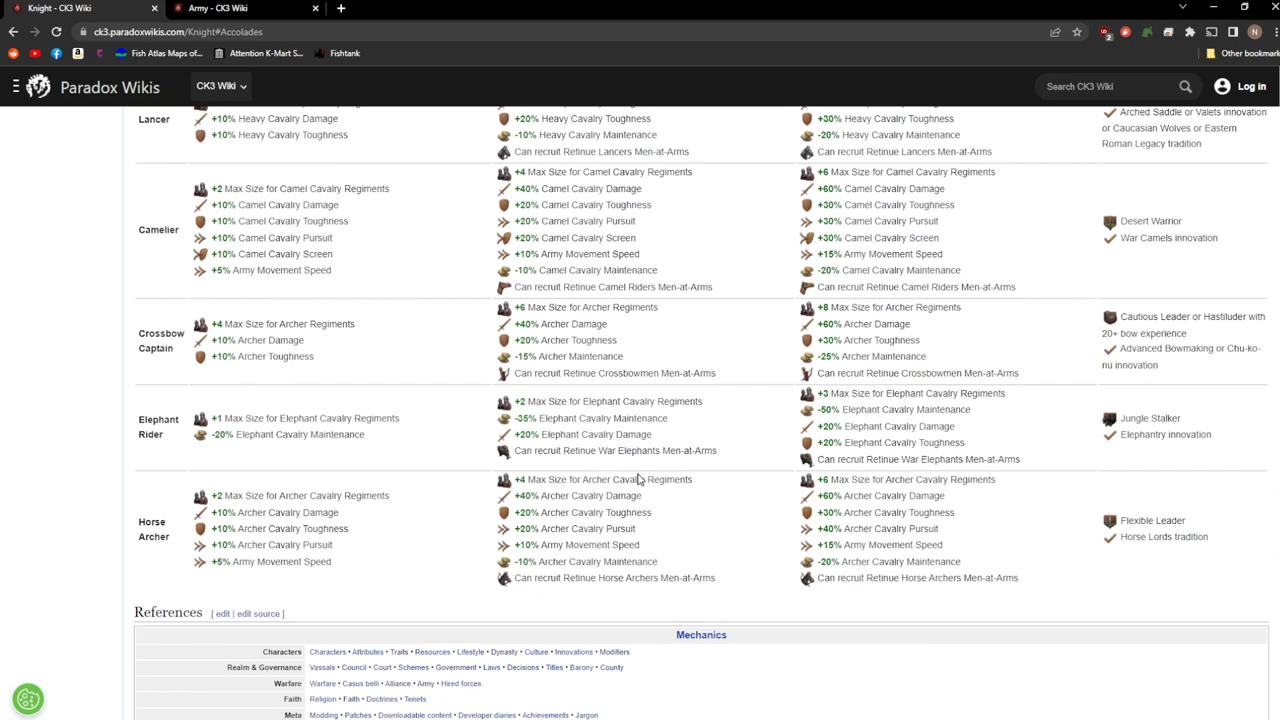 Knight - CK3 Wiki
Army - CK3 Wiki
ck3.paradoxwikis.com/Knight#Accolades
N
2
Fish Atlas Maps of...
Attention K-Mart S...
Fishtank
Other bookmark
Paradox Wikis
CK3 Wiki
Search CK3 Wiki
Log in
Lancer
+10% Heavy Cavalry Damage
+10% Heavy Cavalry Toughness
+20% Heavy Cavalry Toughness
-10% Heavy Cavalry Maintenance
Can recruit Retinue Lancers Men-at-Arms
+30% Heavy Cavalry Toughness
-20% Heavy Cavalry Maintenance
Can recruit Retinue Lancers Men-at-Arms
Arched Saddle or Valets innovation
or Caucasian Wolves or Eastern
Roman Legacy tradition
Camelier
+2 Max Size for Camel Cavalry Regiments
+10% Camel Cavalry Damage
+10% Camel Cavalry Toughness
+10% Camel Cavalry Pursuit
+10% Camel Cavalry Screen
+5% Army Movement Speed
+4 Max Size for Camel Cavalry Regiments
+40% Camel Cavalry Damage
+20% Camel Cavalry Toughness
+20% Camel Cavalry Pursuit
+20% Camel Cavalry Screen
+10% Army Movement Speed
-10% Camel Cavalry Maintenance
Can recruit Retinue Camel Riders Men-at-Arms
+6 Max Size for Camel Cavalry Regiments
+60% Camel Cavalry Damage
+30% Camel Cavalry Toughness
+30% Camel Cavalry Pursuit
+30% Camel Cavalry Screen
+15% Army Movement Speed
-20% Camel Cavalry Maintenance
Can recruit Retinue Camel Riders Men-at-Arms
Desert Warrior
War Camels innovation
Crossbow
Captain
+4 Max Size for Archer Regiments
+10% Archer Damage
+10% Archer Toughness
+6 Max Size for Archer Regiments
+40% Archer Damage
+20% Archer Toughness
-15% Archer Maintenance
Can recruit Retinue Crossbowmen Men-at-Arms
+8 Max Size for Archer Regiments
+60% Archer Damage
+30% Archer Toughness
-25% Archer Maintenance
Can recruit Retinue Crossbowmen Men-at-Arms
Cautious Leader or Hastiluder with
20+ bow experience
Advanced Bowmaking or Chu-ko-
nu innovation
Elephant
Rider
+1 Max Size for Elephant Cavalry Regiments
-20% Elephant Cavalry Maintenance
+2 Max Size for Elephant Cavalry Regiments
-35% Elephant Cavalry Maintenance
+20% Elephant Cavalry Damage
Can recruit Retinue War Elephants Men-at-Arms
+3 Max Size for Elephant Cavalry Regiments
-50% Elephant Cavalry Maintenance
+20% Elephant Cavalry Damage
+20% Elephant Cavalry Toughness
Can recruit Retinue War Elephants Men-at-Arms
Jungle Stalker
Elephantry innovation
Horse
Archer
+2 Max Size for Archer Cavalry Regiments
+10% Archer Cavalry Damage
+10% Archer Cavalry Toughness
+10% Archer Cavalry Pursuit
+5% Army Movement Speed
+4 Max Size for Archer Cavalry Regiments
+40% Archer Cavalry Damage
+20% Archer Cavalry Toughness
+20% Archer Cavalry Pursuit
+10% Army Movement Speed
-10% Archer Cavalry Maintenance
Can recruit Retinue Horse Archers Men-at-Arms
+6 Max Size for Archer Cavalry Regiments
+60% Archer Cavalry Damage
+30% Archer Cavalry Toughness
+40% Archer Cavalry Pursuit
+15% Army Movement Speed
-20% Archer Cavalry Maintenance
Can recruit Retinue Horse Archers Men-at-Arms
Flexible Leader
Horse Lords tradition
References [ edit | edit source ]
Mechanics
Characters Characters • Attributes • Traits • Resources • Lifestyle • Dynasty • Culture • Innovations • Modifiers
Realm & Governance Vassals • Council • Court • Schemes • Government • Laws • Decisions • Titles • Barony • County
Warfare Warfare • Casus belli • Alliance • Army • Hired forces
Faith Religion • Faith • Doctrines • Tenets
Meta Modding • Patches • Downloadable content • Developer diaries • Achievements • Jargon